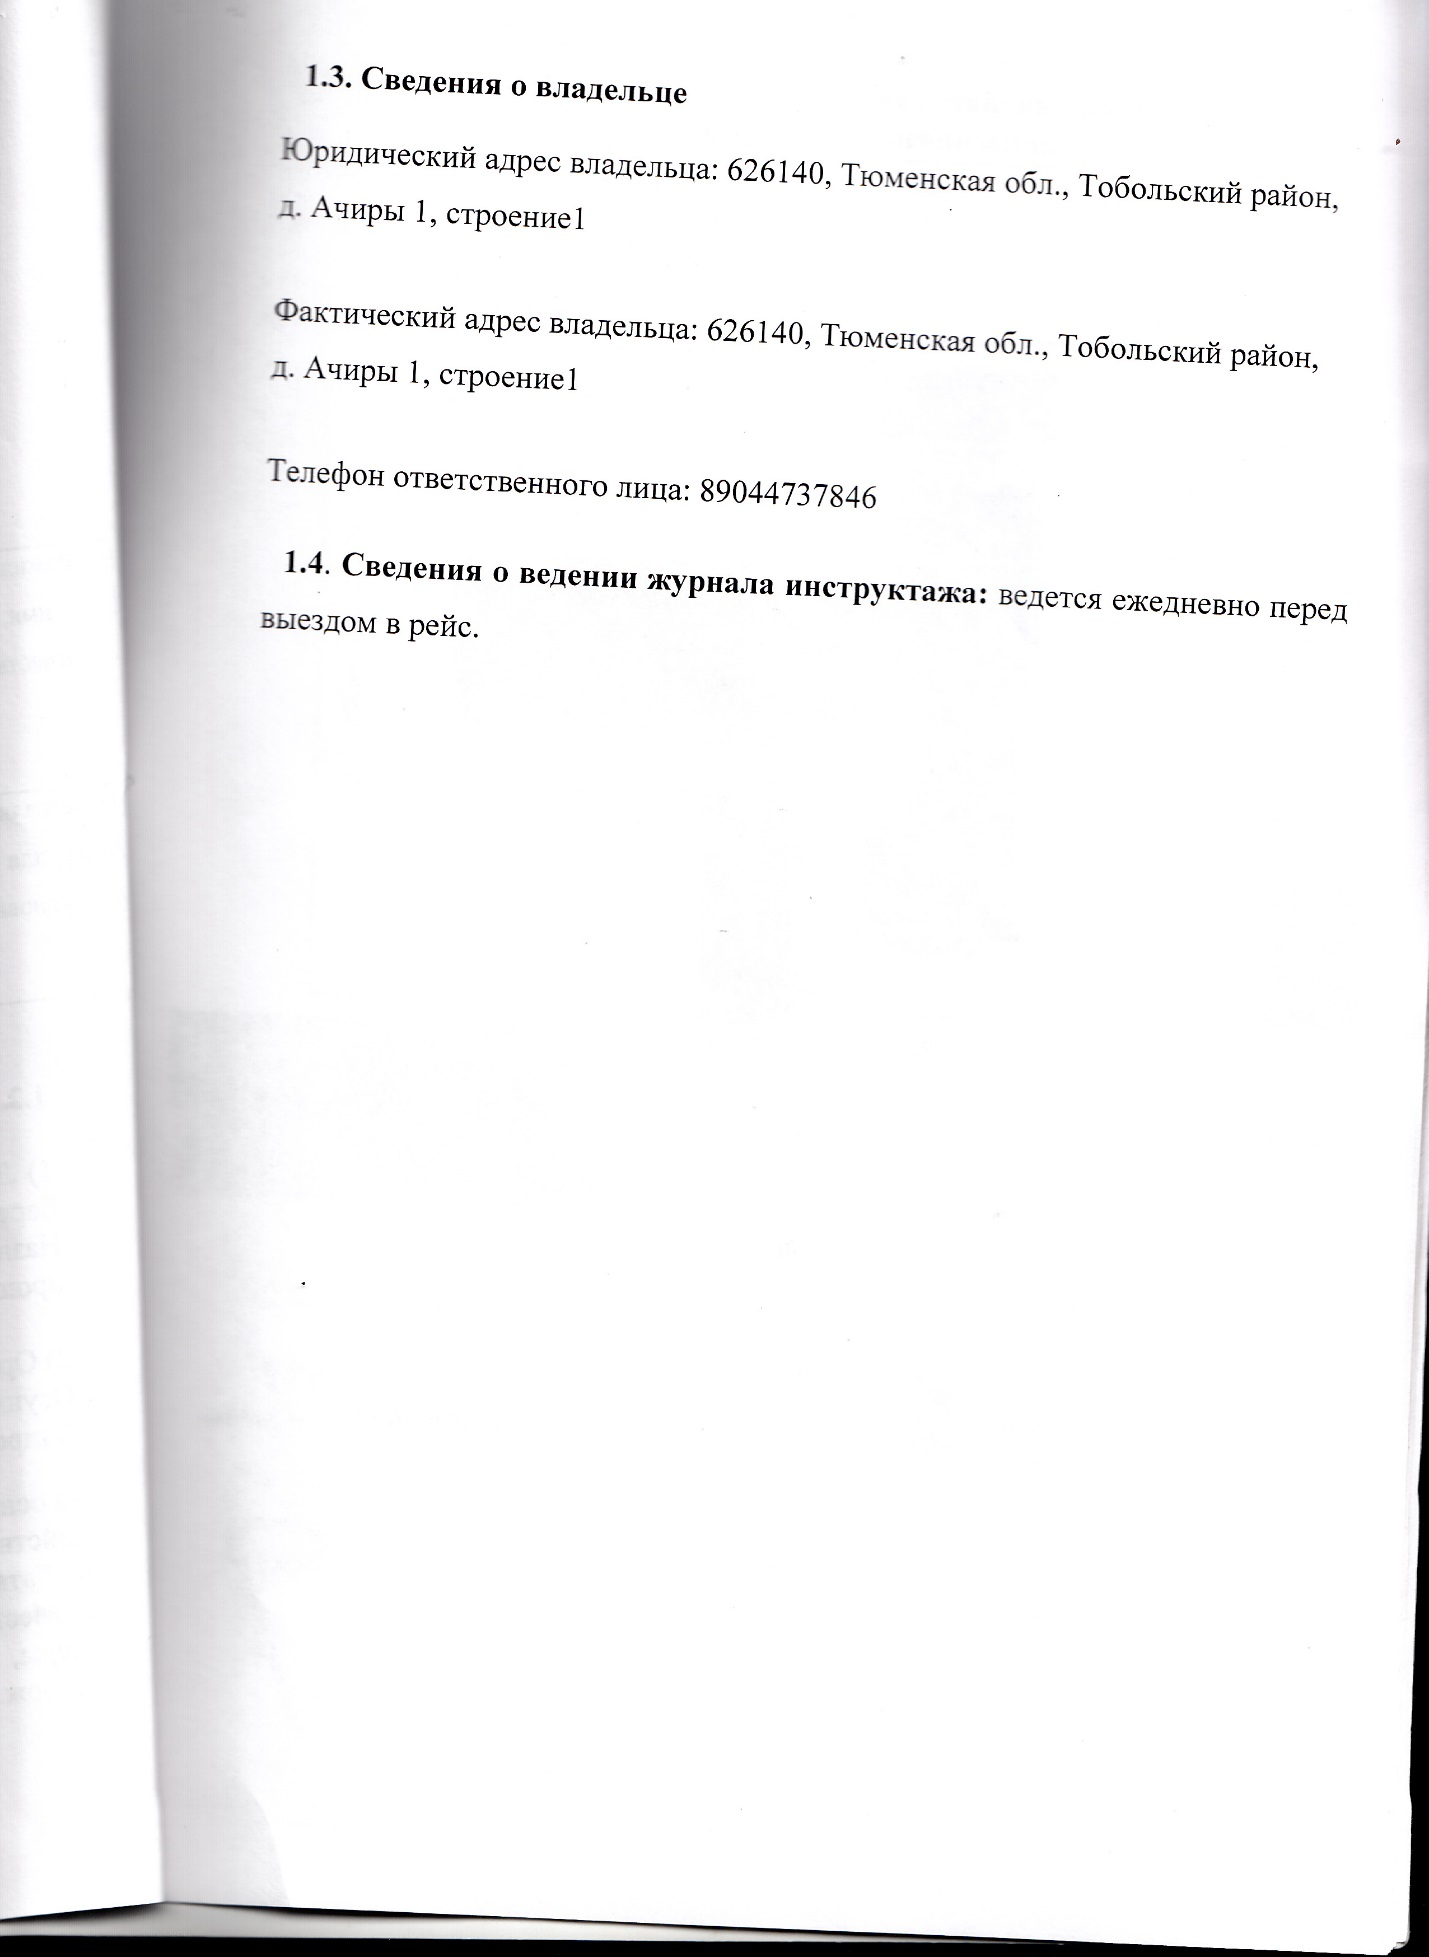 1.3. Сведения о владельце
Юридический адрес владельца: 626140, Тюменская обл., Тобольский район,
д. Ачиры 1, строение1
Фактический адрес владельца: 626140, Тюменская обл., Тобольский район,
д. Ачиры 1, строение1
Телефон ответственного лица: 89044737846
1.4. Сведения о ведении журнала инструктажа: ведется ежедневно перед
выездом в рейс.